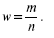 w = m/n .